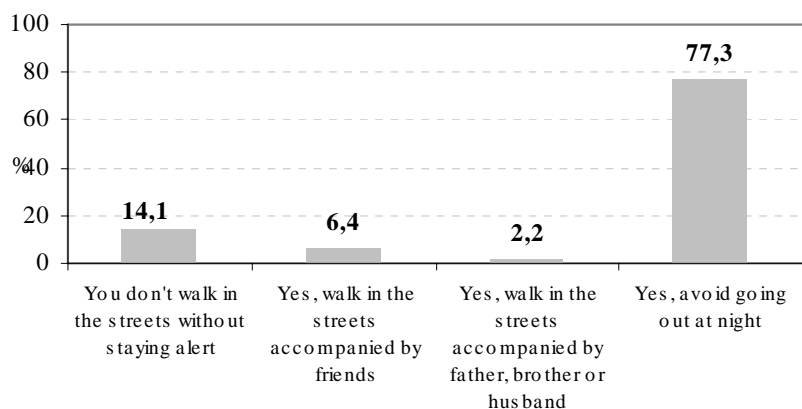 100
80
60
%
40
20
0
14,1
6,4
2,2
77,3
You don't walk in
the streets without
staying alert
Yes, walk in the
streets
accompanied by
friends
Yes, walk in the
streets
accompanied by
father, brother or
husband
Yes, avoid going
out at night